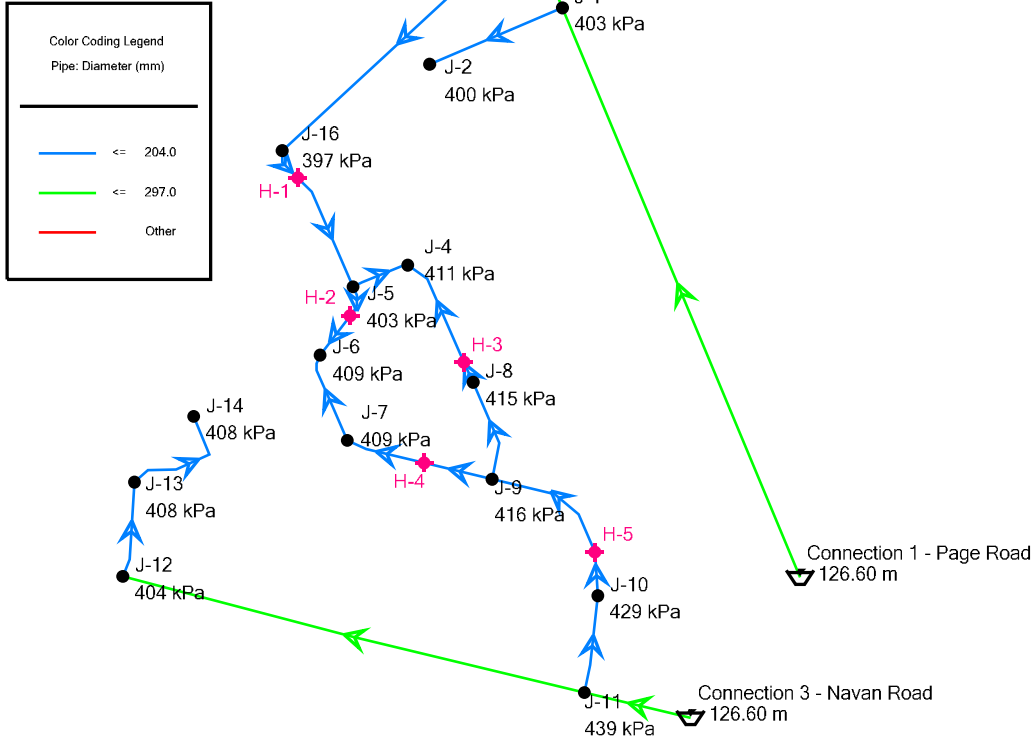 403 kPa
J-2
400 kPa
Color Coding Legend
Pipe: Diameter (mm)
<= 204.0
<= 297.0
Other
J-16
397 kPa
H-1
J-4
411 kPa
J-5
403 kPa
H-2
J-6
409 kPa
H-3
J-8
415 kPa
J-14
408 kPa
J-7
409 kPa
H-4
J-9
416 kPa
J-13
408 kPa
H-5
J-12
404 kPa
J-10
429 kPa
Connection 1 - Page Road
126.60 m
J-11
439 kPa
Connection 3 - Navan Road
126.60 m